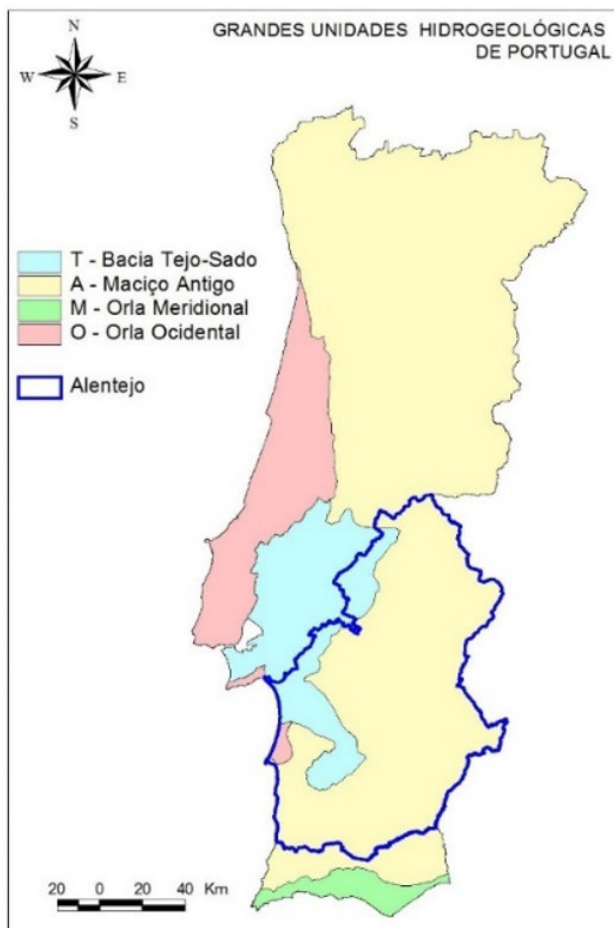 GRANDES UNIDADES HIDROGEOLÓGICAS
DE PORTUGAL
N
W E
S
T - Bacia Tejo-Sado
A - Maciço Antigo
M - Orla Meridional
O - Orla Ocidental
Alentejo
20 0 20 40 Km